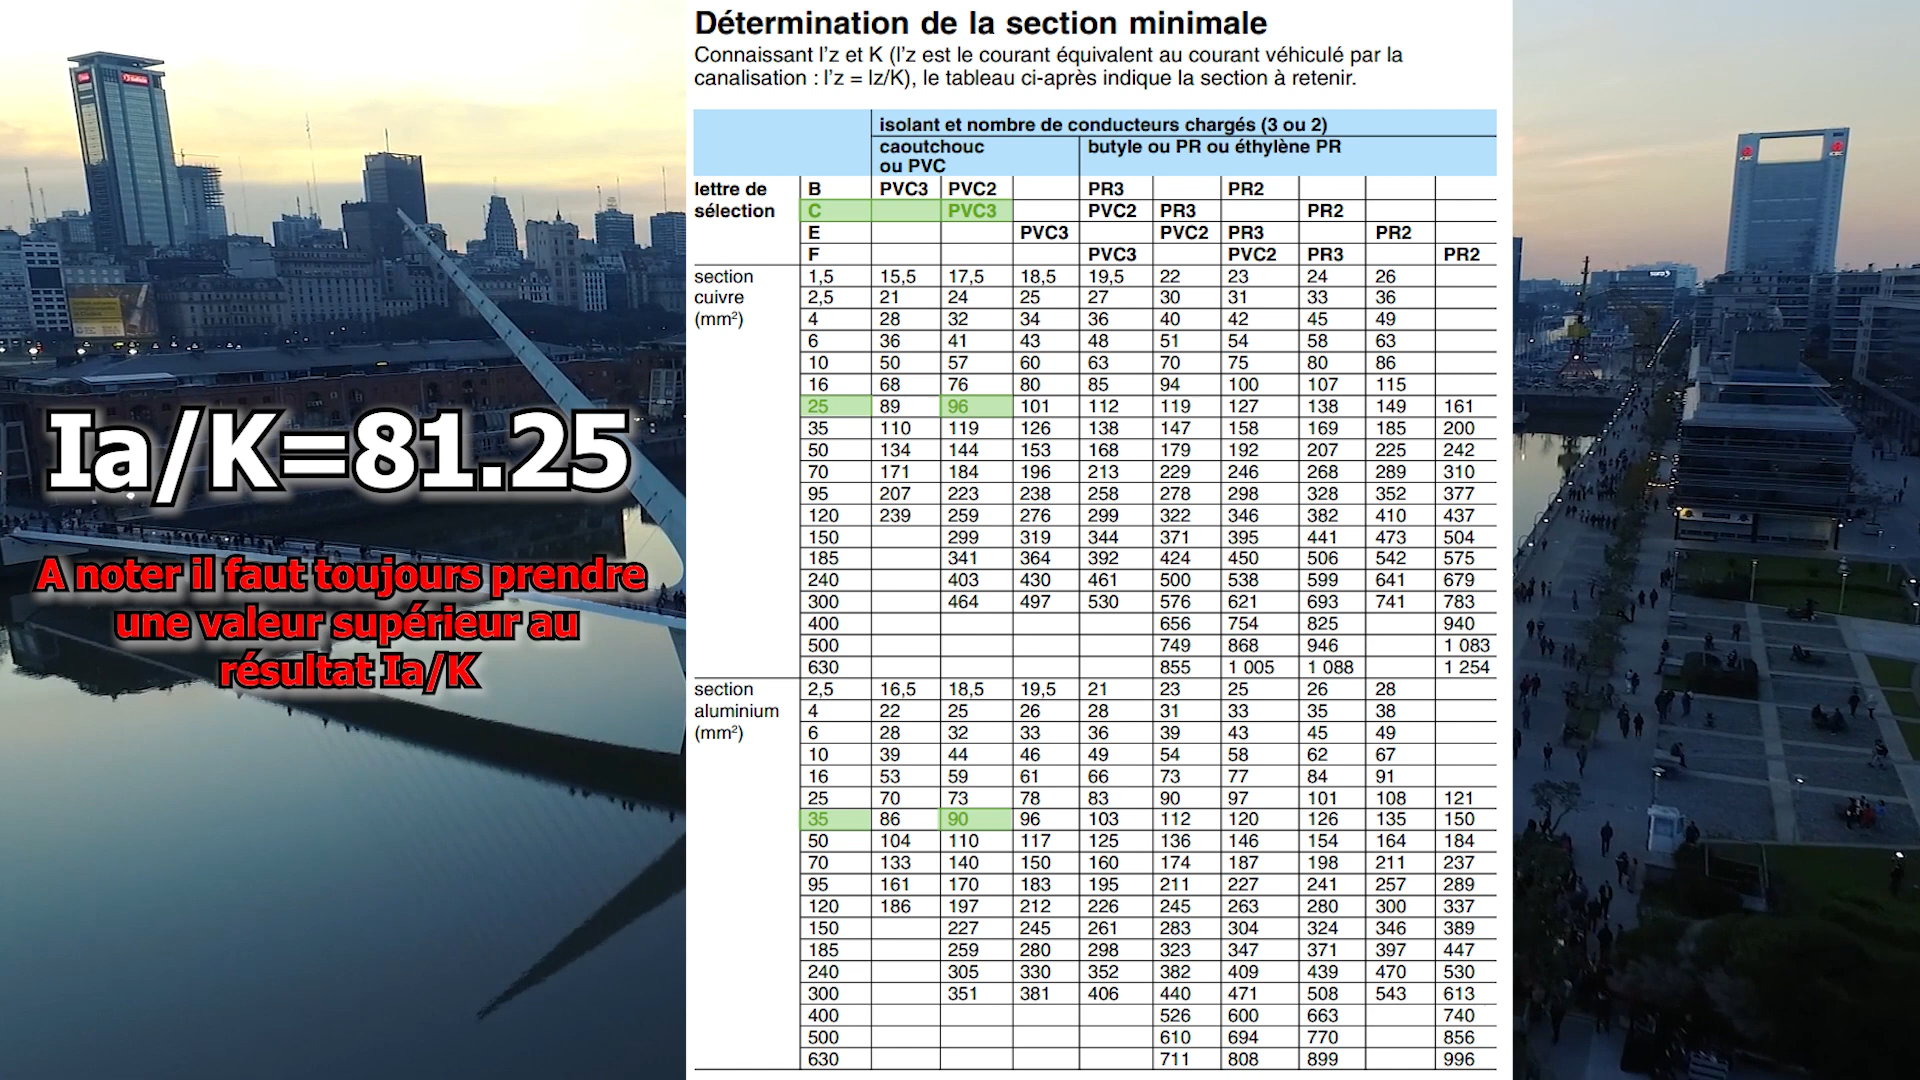 Détermination de la section minimale
Connaissant I'z et K (I'z est le courant équivalent au courant véhiculé par la
canalisation : I'z = Iz/K), le tableau ci-après indique la section à retenir.
isolant et nombre de conducteurs chargés (3 ou 2)
caoutchouc butyle ou PR ou éthylène PR
ou PVC
lettre de B PVC3 PVC2 PR3 PR2
sélection C PVC3 PVC2 PR3 PR2
E PVC3 PVC2 PR3 PR2
F PVC3 PVC2 PR3 PR2
section 1,5 15,5 17,5 18,5 19,5 22 23 24 26
cuivre 2,5 21 24 25 27 30 31 33 36
(mm²) 4 28 32 34 36 40 42 45 49
6 36 41 43 48 51 54 58 63
10 50 57 60 63 70 75 80 86
16 68 76 80 85 94 100 107 115
25 89 96 101 112 119 127 138 149 161
35 110 119 126 138 147 158 169 185 200
50 134 144 153 168 179 192 207 225 242
70 171 184 196 213 229 246 268 289 310
95 207 223 238 258 278 298 328 352 377
120 239 259 276 299 322 346 382 410 437
150 299 319 344 371 395 441 473 504
185 341 364 392 424 450 506 542 575
240 403 430 461 500 538 599 641 679
300 464 497 530 576 621 693 741 783
400 656 754 825 940
500 749 868 946 1 083
630 855 1 005 1 088 1 254
section 2,5 16,5 18,5 19,5 21 23 25 26 28
aluminium 4 22 25 26 28 31 33 35 38
(mm²) 6 28 32 33 36 39 43 45 49
10 39 44 46 49 54 58 62 67
16 53 59 61 66 73 77 84 91
25 70 73 78 83 90 97 101 108 121
35 86 90 96 103 112 120 126 135 150
50 104 110 117 125 136 146 154 164 184
70 133 140 150 160 174 187 198 211 237
95 161 170 183 195 211 227 241 257 289
120 186 197 212 226 245 263 280 300 337
150 227 245 261 283 304 324 346 389
185 259 280 298 323 347 371 397 447
240 305 330 352 382 409 439 470 530
300 351 381 406 440 471 508 543 613
400 526 600 663 740
500 610 694 770 856
630 711 808 899 996
Ia/K=81.25
A noter il faut toujours prendre
une valeur supérieur au
résultat Ia/K